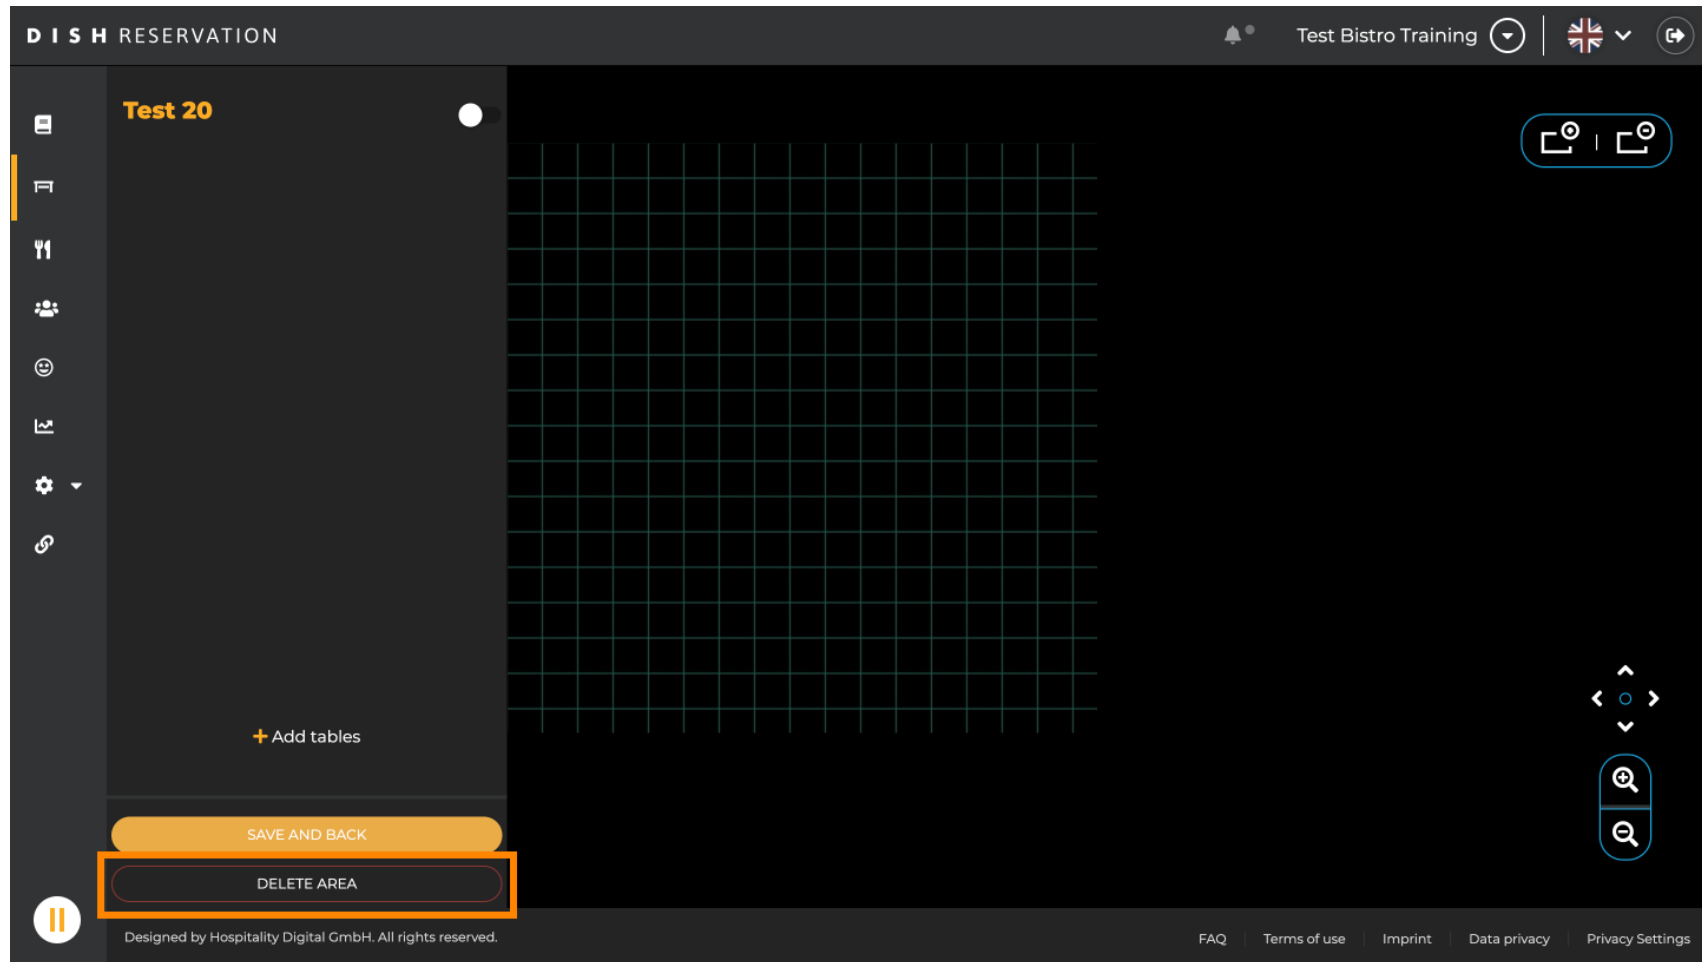 DISH RESERVATION
Test Bistro Training
Test 20
+ Add tables
SAVE AND BACK
DELETE AREA
Designed by Hospitality Digital GmbH. All rights reserved.
FAQ
Terms of use
Imprint
Data privacy
Privacy Settings